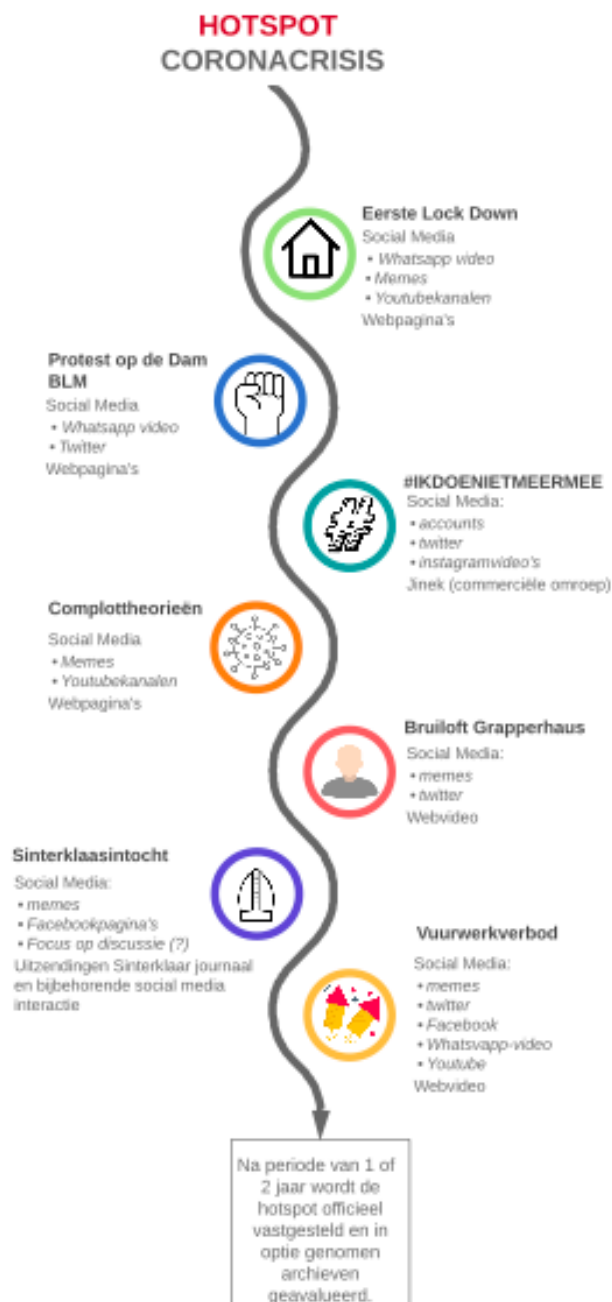 HOTSPOT
CORONACRISIS
Eerste Lock Down
Social Media
• Whatsapp video
• Memes
• Youtubekanalen
Webpagina's
Protest op de Dam
BLM
Social Media
• Whatsapp video
• Twitter
Webpagina's
#IKDOENIETMEERMEE
Social Media:
• accounts
• twitter
• instagramvideo's
Jinek (commerciële omroep)
Complottheorieën
Social Media
• Memes
• Youtubekanalen
Webpagina's
Bruiloft Grapperhaus
Social Media:
• memes
• twitter
Webvideo
Sinterklaasintocht
Social Media:
• memes
• Facebookpagina's
• Focus op discussie (?)
Uitzendingen Sinterklaar journaal
en bijbehorende social media
interactie
Vuurwerkverbod
Social Media:
• memes
• twitter
• Facebook
• Whatsvapp-video
• Youtube
Webvideo
Na periode van 1 of
2 jaar wordt de
hotspot officieel
vastgesteld en in
optie genomen
archieven
geavalueerd.